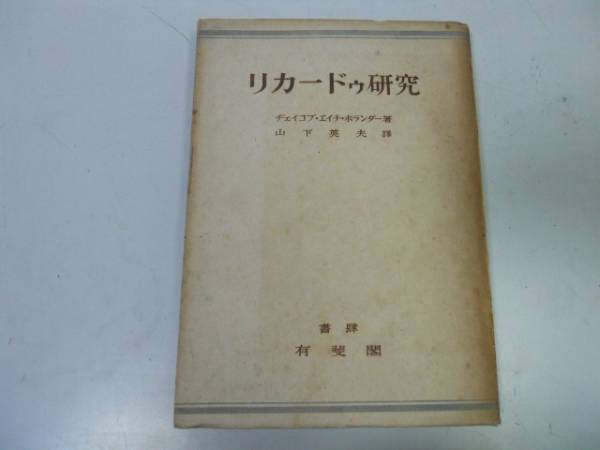 リカードゥ研究
ヂェイコブ・エイチ・ホランダー著
山下英夫譯
書肆
有斐閣